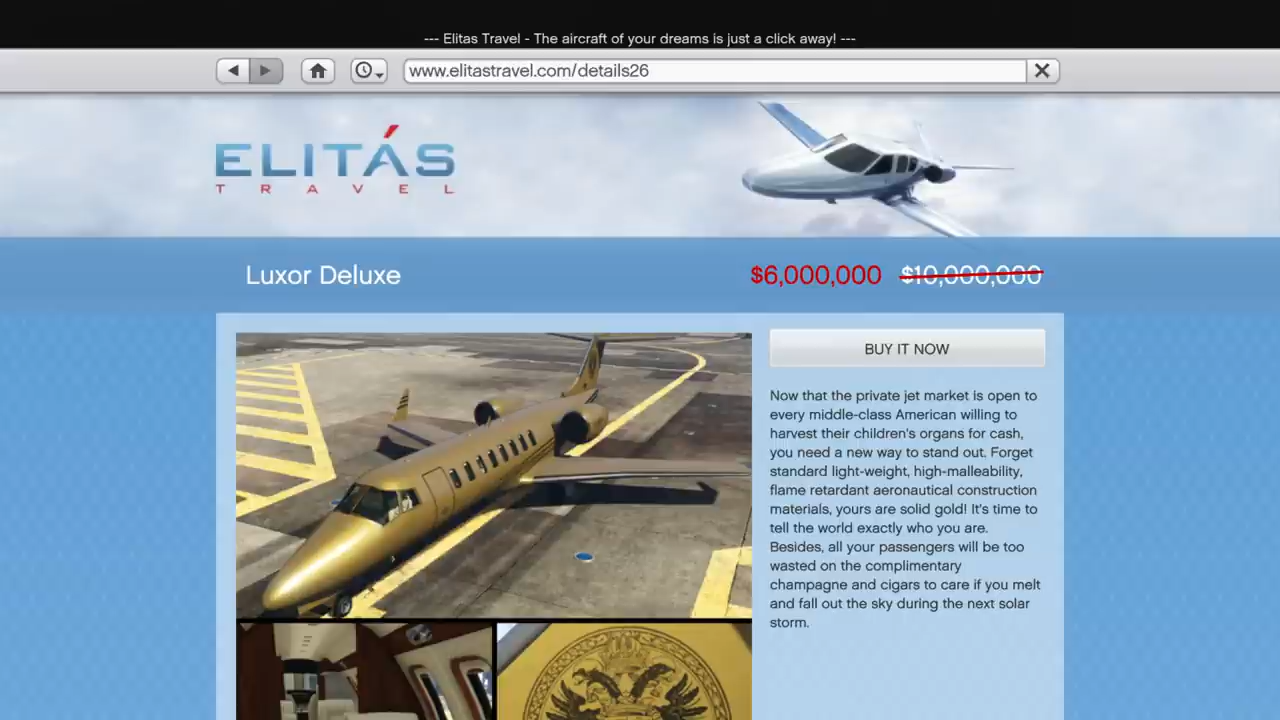 --- Elitas Travel - The aircraft of your dreams is just a click away! ---
www.elitastravel.com/details26
ELITÁS
TRAVEL
Luxor Deluxe
$6,000,000
$10,000,000
BUY IT NOW
Now that the private jet market is open to
every middle-class American willing to
harvest their children's organs for cash,
you need a new way to stand out. Forget
standard light-weight, high-malleability,
flame retardant aeronautical construction
materials, yours are solid gold! It's time to
tell the world exactly who you are.
Besides, all your passengers will be too
wasted on the complimentary
champagne and cigars to care if you melt
and fall out the sky during the next solar
storm.